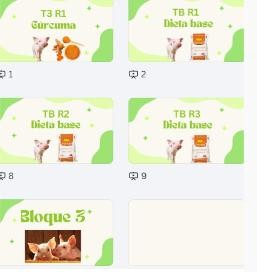 T3 R1
Cúrcuma
TB R1
Dieta base
1
2
TB R2
Dieta base
TB R3
Dieta base
8
9
Bloque 3